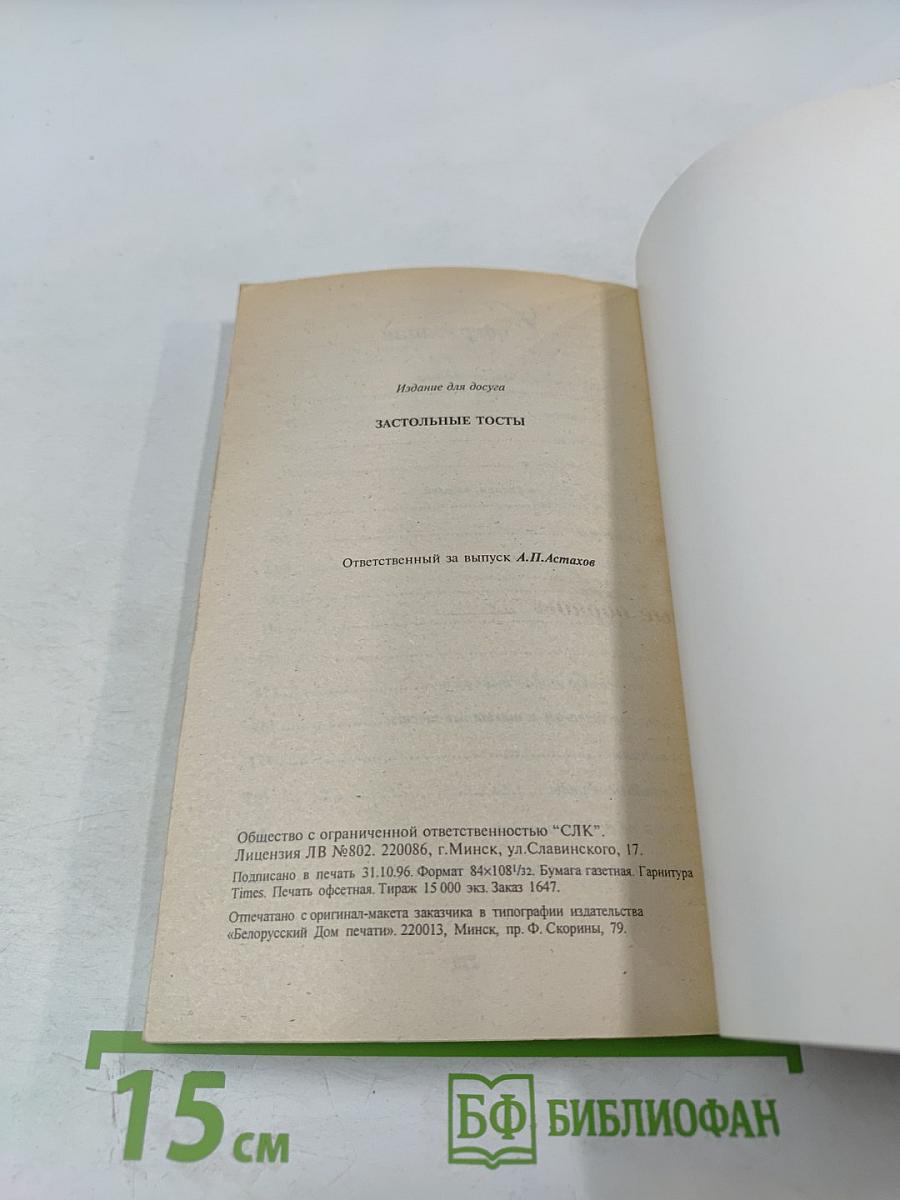 Издание для досуга
ЗАСТОЛЬНЫЕ ТОСТЫ
Ответственный за выпуск А.П.Астахов
Общество с ограниченной ответственностью “СЛК”.
Лицензия ЛВ №802. 220086, г.Минск, ул.Славинского, 17.
Подписано в печать 31.10.96. Формат 84×108¹/₃₂. Бумага газетная. Гарнитура
Times. Печать офсетная. Тираж 15 000 экз. Заказ 1647.
Отпечатано с оригинал-макета заказчика в типографии издательства
«Белорусский Дом печати». 220013, Минск, пр. Ф. Скорины, 79.
15 см
БФ БИБЛИОФАН